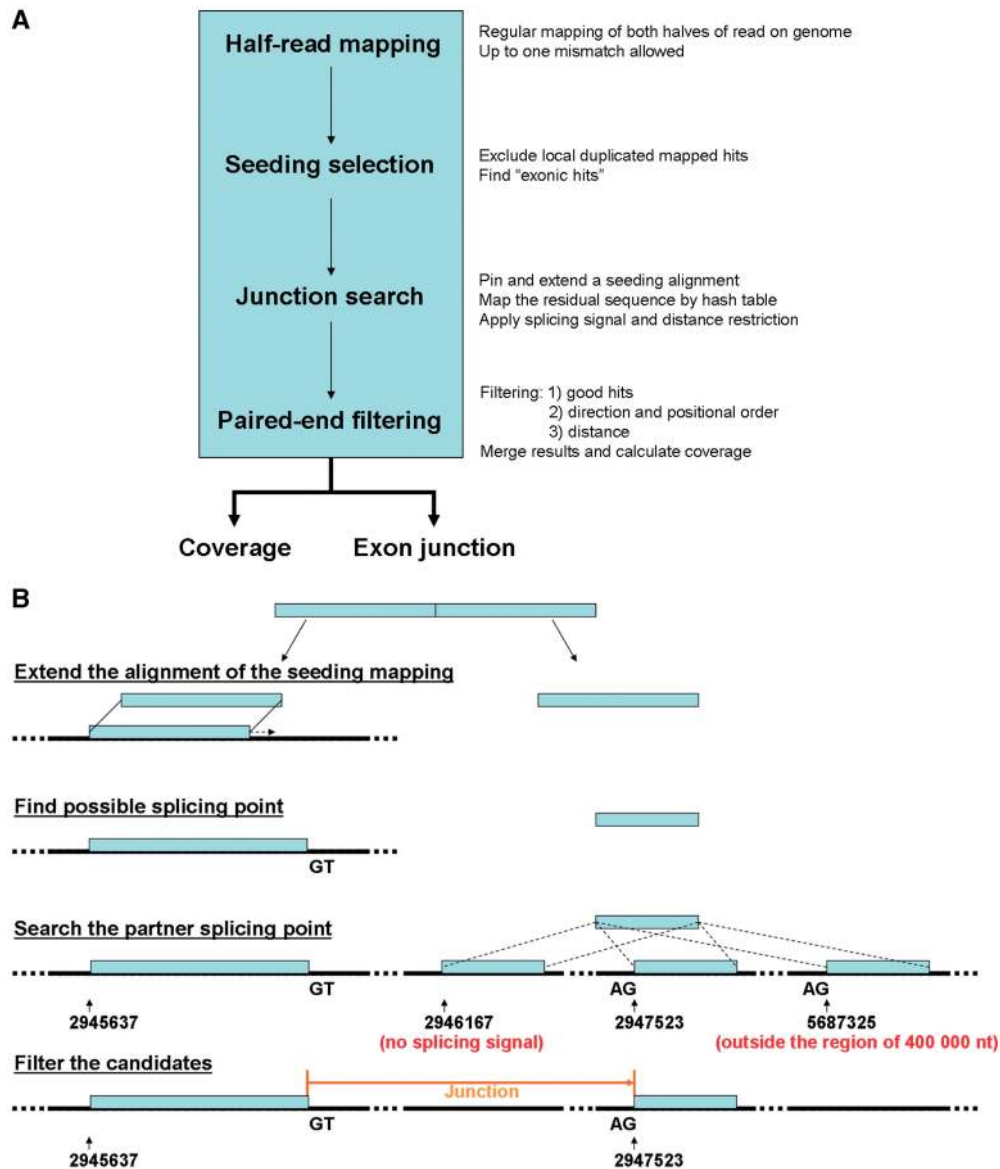 A
Half-read mapping
Regular mapping of both halves of read on genome
Up to one mismatch allowed
Seeding selection
Exclude local duplicated mapped hits
Find "exonic hits"
Junction search
Pin and extend a seeding alignment
Map the residual sequence by hash table
Apply splicing signal and distance restriction
Paired-end filtering
Filtering: 1) good hits
2) direction and positional order
3) distance
Merge results and calculate coverage
Coverage
Exon junction
B
Extend the alignment of the seeding mapping
Find possible splicing point
GT
Search the partner splicing point
GT
AG
AG
2945637
2946167
2947523
5687325
(no splicing signal)
(outside the region of 400 000 nt)
Filter the candidates
Junction
GT
AG
2945637
2947523